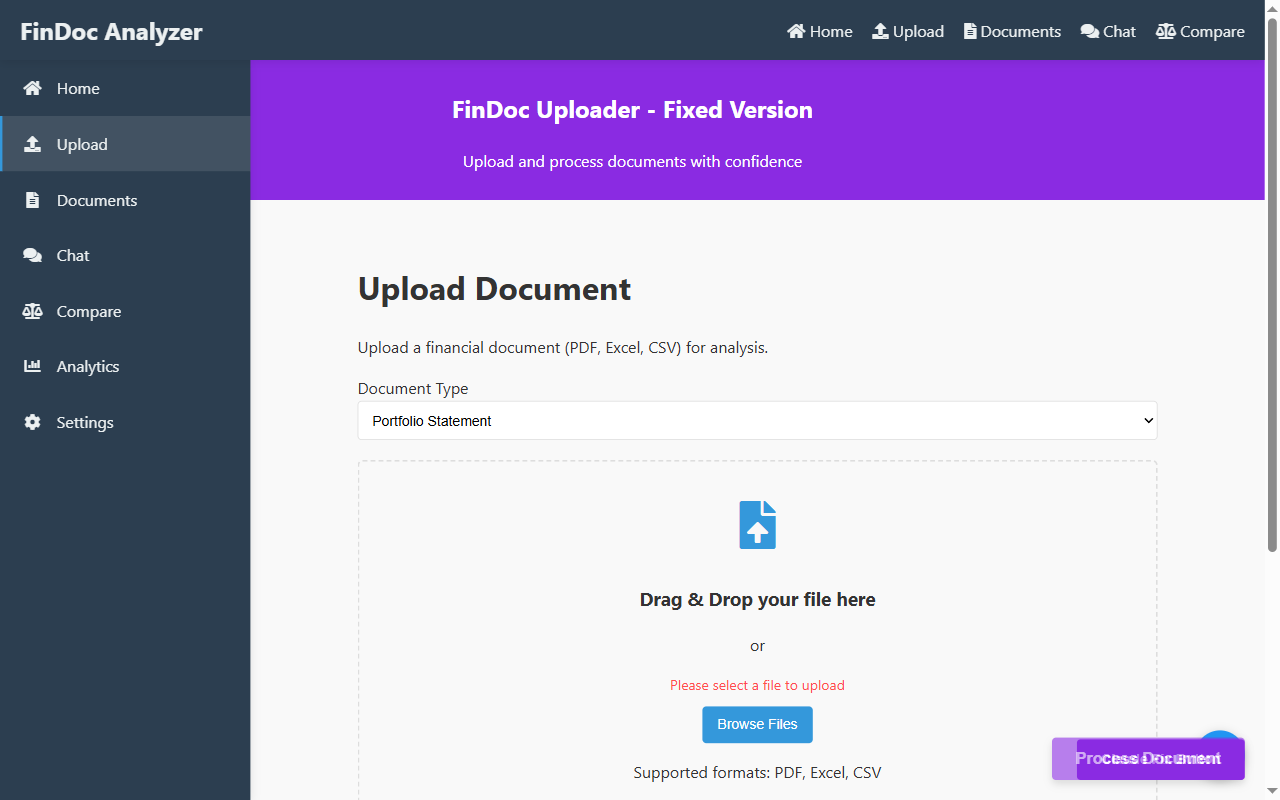 FinDoc Analyzer
Home Upload Documents Chat Compare
Home
Upload
Documents
Chat
Compare
Analytics
Settings
FinDoc Uploader - Fixed Version
Upload and process documents with confidence
Upload Document
Upload a financial document (PDF, Excel, CSV) for analysis.
Document Type
Portfolio Statement
Drag & Drop your file here
or
Please select a file to upload
Browse Files
Supported formats: PDF, Excel, CSV
Process Document